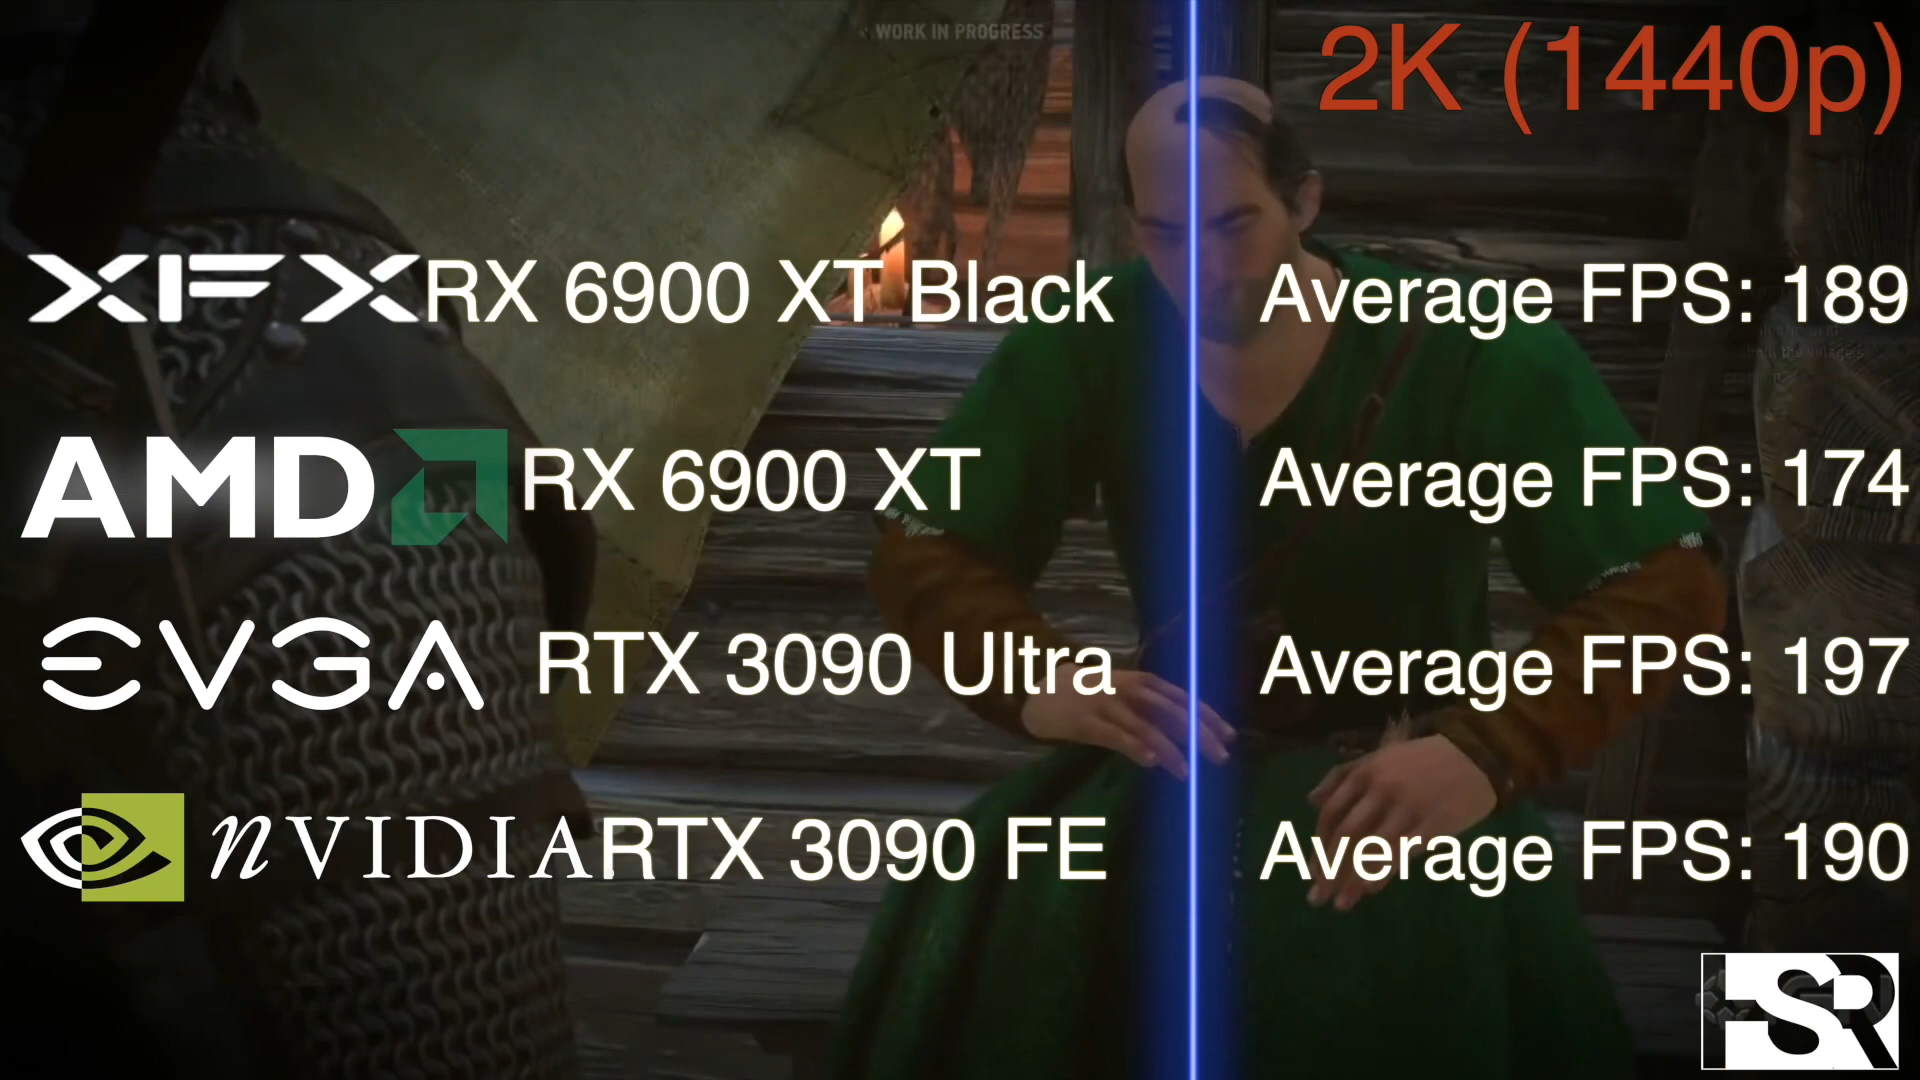 WORK IN PROGRESS
2K (1440p)
XFX RX 6900 XT Black Average FPS: 189
AMD RX 6900 XT Average FPS: 174
EVGA RTX 3090 Ultra Average FPS: 197
nVIDIA RTX 3090 FE Average FPS: 190
FSR